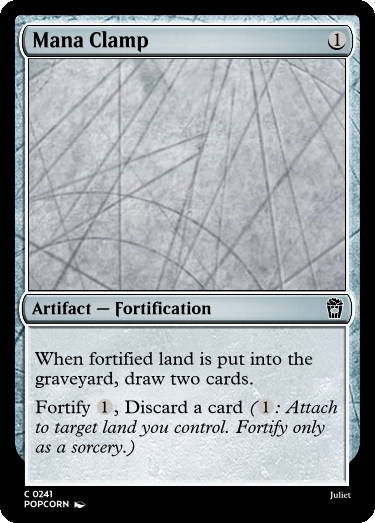 Mana Clamp 1
Artifact — Fortification
When fortified land is put into the
graveyard, draw two cards.
Fortify 1, Discard a card (1: Attach
to target land you control. Fortify only
as a sorcery.)
C 0241
POPCORN
Juliet